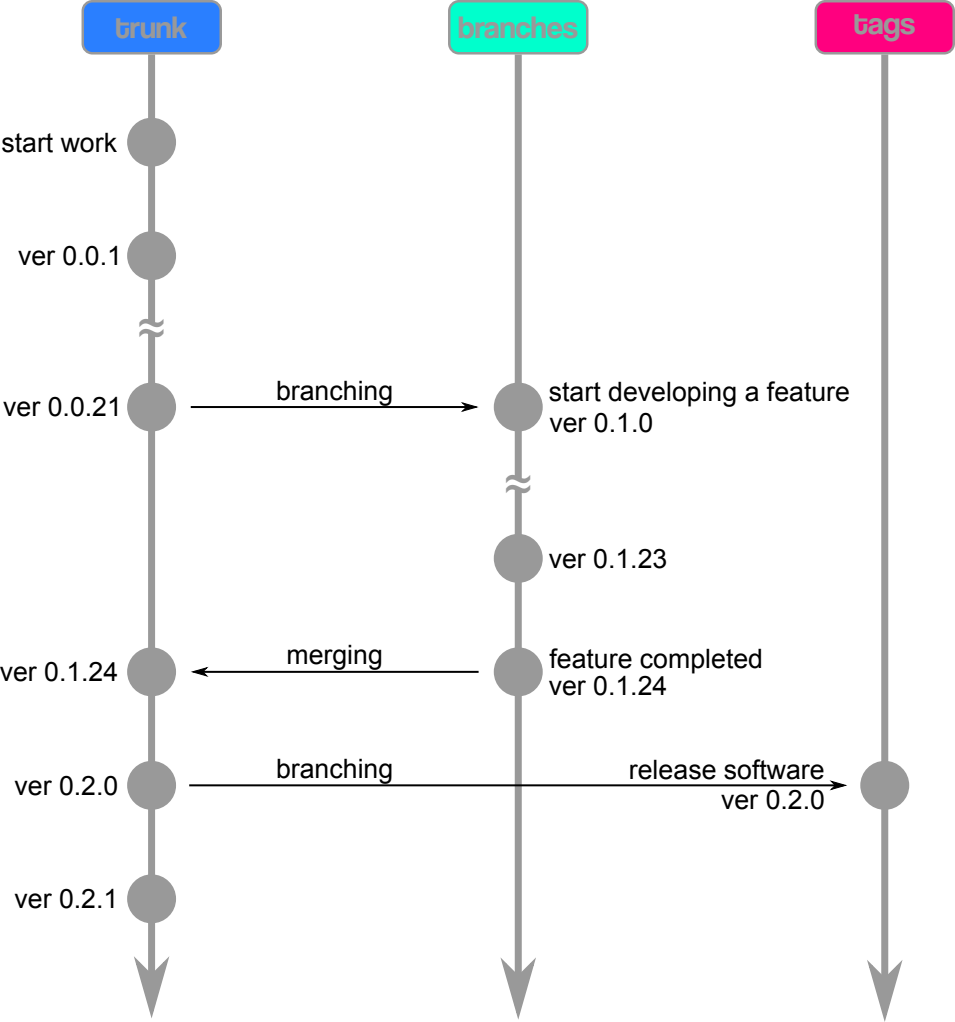 trunk
branches
tags
start work
ver 0.0.1
ver 0.0.21
branching
start developing a feature
ver 0.1.0
ver 0.1.23
ver 0.1.24
merging
feature completed
ver 0.1.24
ver 0.2.0
branching
release software
ver 0.2.0
ver 0.2.1